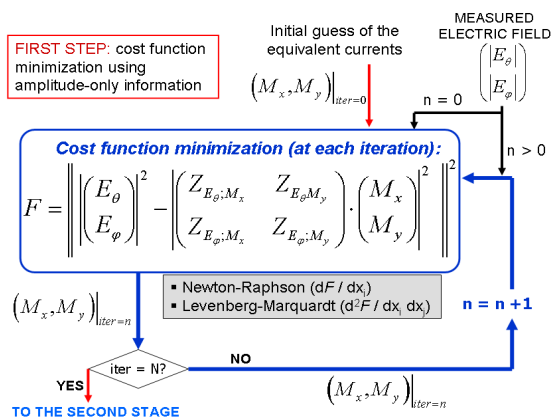 FIRST STEP: cost function
minimization using
amplitude-only information
Initial guess of the
equivalent currents
(Mx, My)|iter=0
MEASURED
ELECTRIC FIELD
(|Eθ|
|Eφ|)
n = 0
n > 0
Cost function minimization (at each iteration):
F = || |(Eθ Eφ)|² − |(ZEθ;Mx ZEθMy ZEφ;Mx ZEφ;My) · (Mx My)|² ||²
▪ Newton-Raphson (dF / dxi)
▪ Levenberg-Marquardt (d²F / dxi dxj)
(Mx, My)|iter=n
n = n +1
iter = N?
NO
YES
(Mx, My)|iter=n
TO THE SECOND STAGE